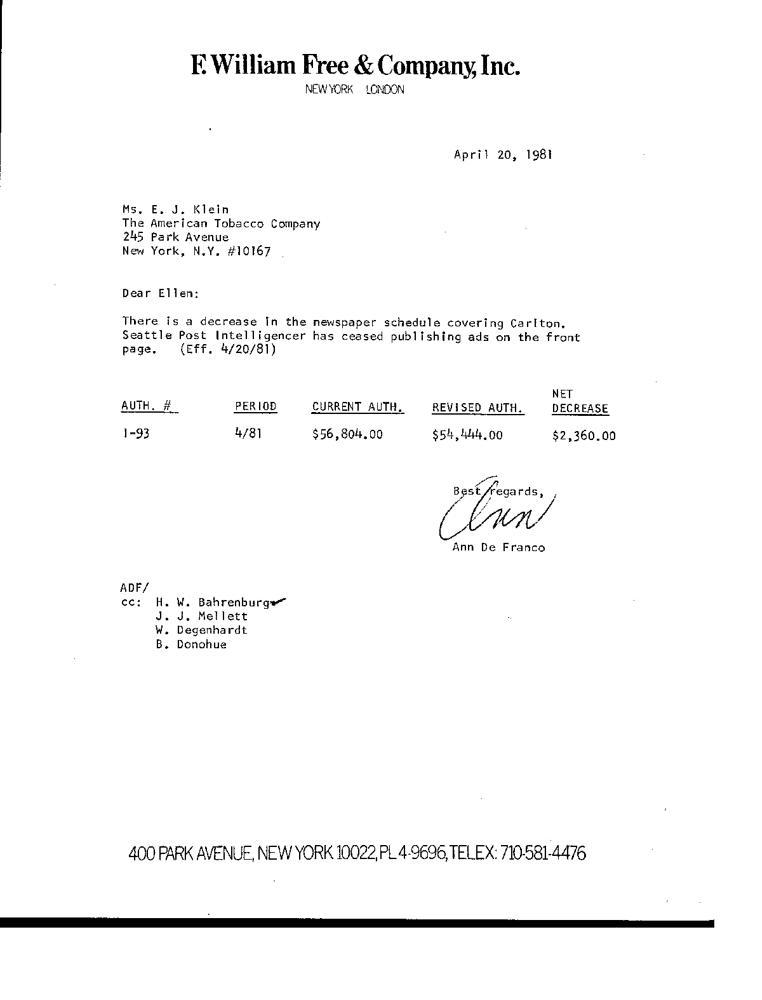 F. William Free & Company, Inc.
NEW YORK LONDON
April 20, 1981
Ms. E. J. Klein
The American Tobacco Company
245 Park Avenue
New York, N.Y. #10167
Dear Ellen:
There is a decrease in the newspaper schedule covering Carlton.
Seattle Post Intelligencer has ceased publishing ads on the front
page. (Eff. 4/20/81)
NET
AUTH. # PERIOD CURRENT AUTH. REVISED AUTH. DECREASE
1-93 4/81 $56,804.00 $54,444.00 $2,360.00
Best regards,
Ann
Ann De Franco
ADF/
cc: H. W. Bahrenburg
J. J. Mellett
W. Degenhardt
B. Donohue
400 PARK AVENUE, NEW YORK 10022, PL 4-9696, TELEX: 710-581-4476